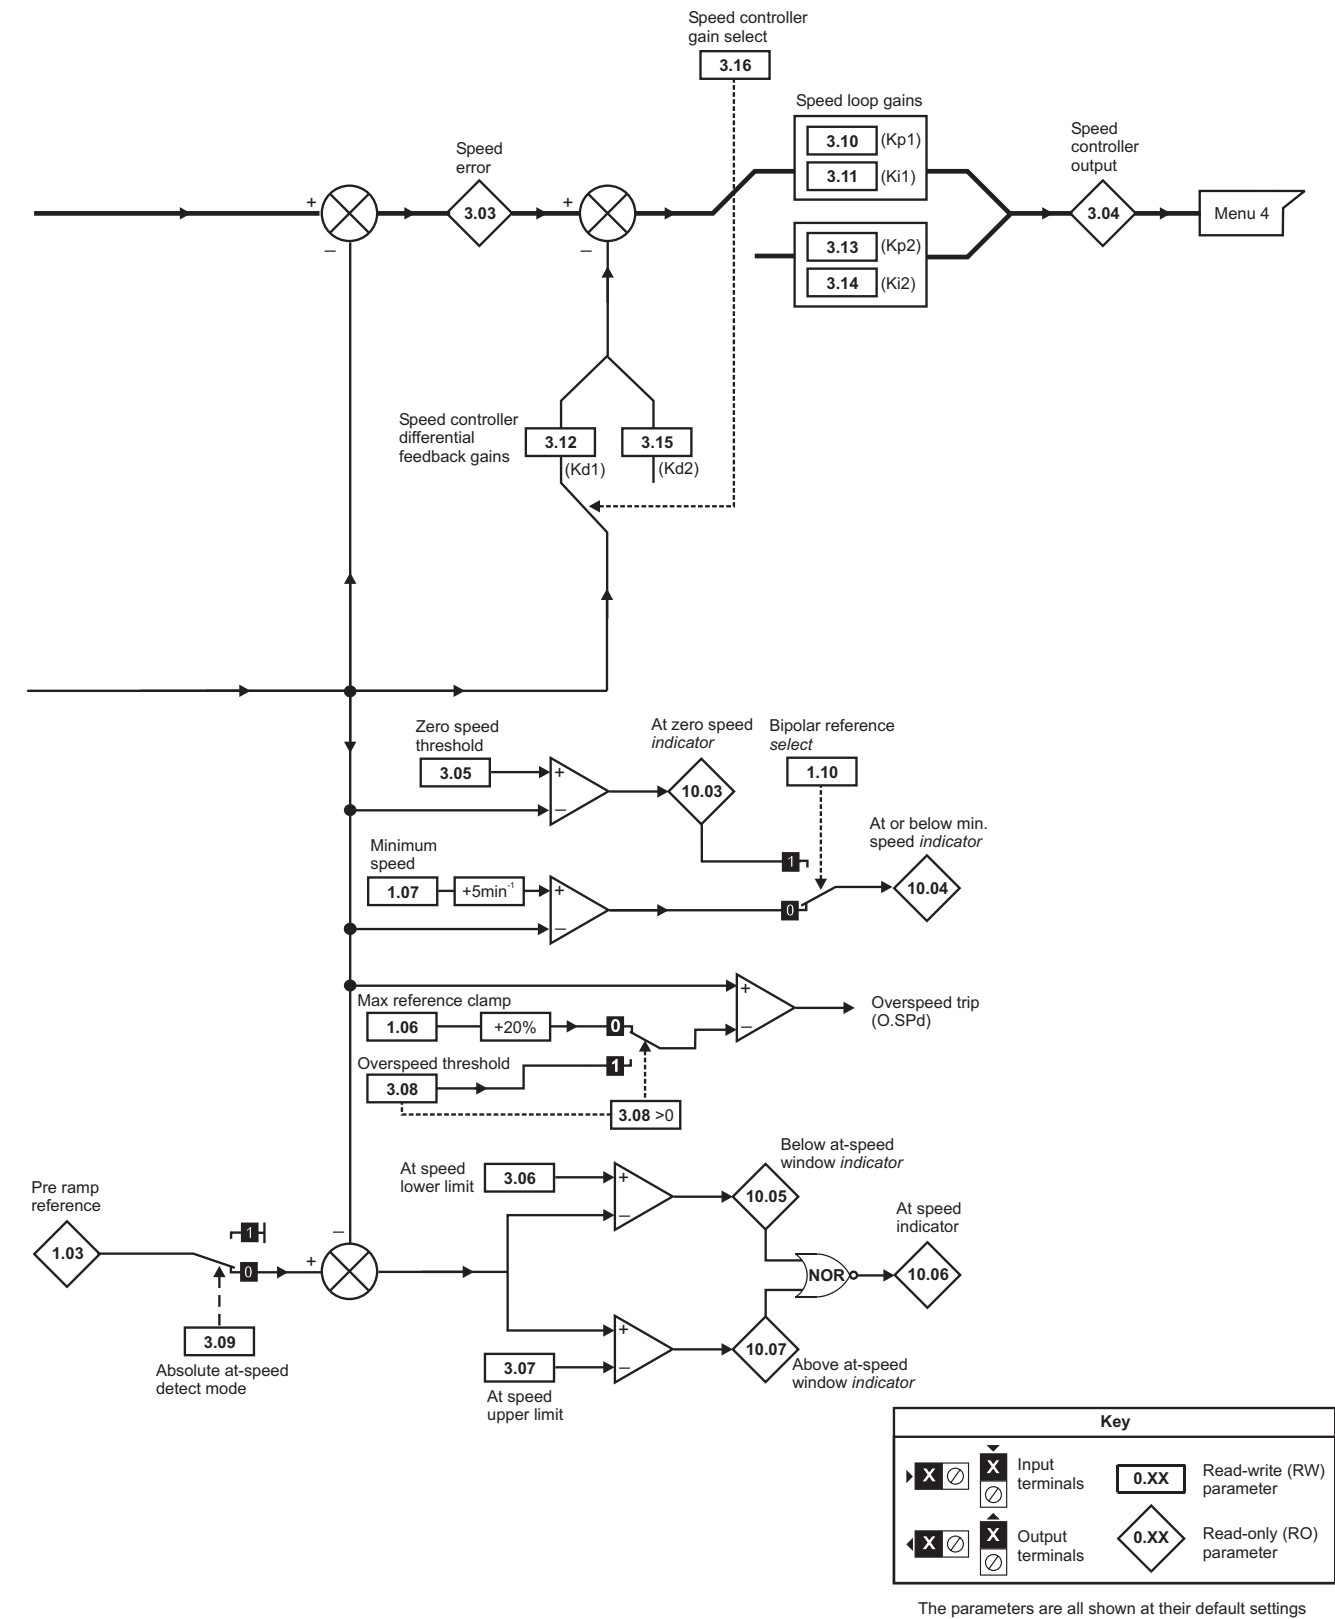 Speed controller
gain select
3.16
Speed loop gains
3.10 (Kp1)
3.11 (Ki1)
Speed
error
+
3.03
+
–
–
3.13 (Kp2)
3.14 (Ki2)
Speed
controller
output
3.04
Menu 4
Speed controller
differential
feedback gains
3.12
(Kd1)
3.15
(Kd2)
Zero speed
threshold
3.05
+
–
At zero speed
indicator
10.03
Bipolar reference
select
1.10
1
Minimum
speed
1.07
+5min-1
+
–
0
At or below min.
speed indicator
10.04
Max reference clamp
1.06
+20%
0
+
–
Overspeed trip
(O.SPd)
Overspeed threshold
3.08
1
3.08 >0
Pre ramp
reference
1.03
1
0
3.09
Absolute at-speed
detect mode
–
+
At speed
lower limit
3.06
+
–
Below at-speed
window indicator
10.05
NOR
At speed
indicator
10.06
+
–
3.07
At speed
upper limit
10.07
Above at-speed
window indicator
Key
X
X
Input
terminals
0.XX
Read-write (RW)
parameter
X
X
Output
terminals
0.XX
Read-only (RO)
parameter
The parameters are all shown at their default settings